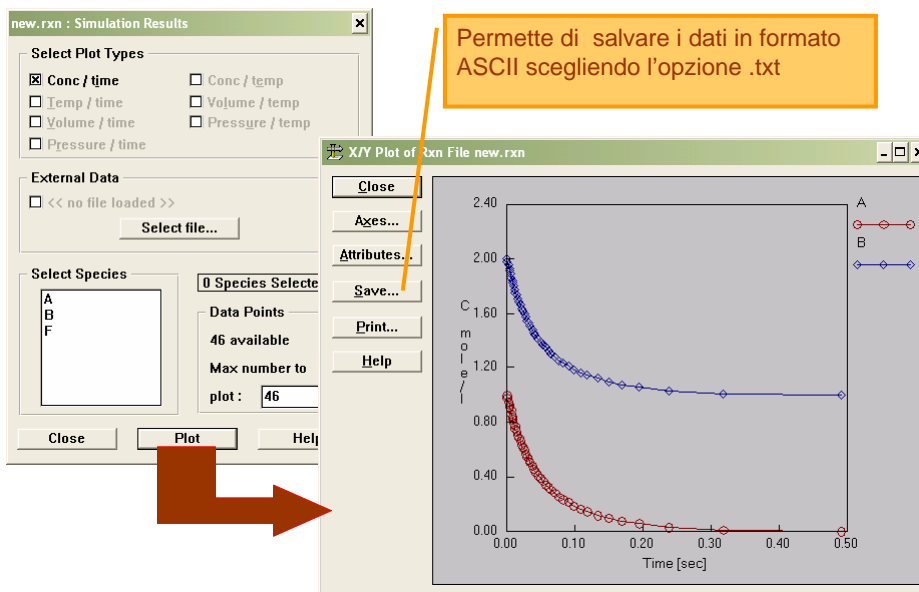 new.rxn : Simulation Results
Select Plot Types
Conc / time
Conc / temp
Temp / time
Volume / temp
Volume / time
Pressure / temp
Pressure / time
External Data
<< no file loaded >>
Select file...
Select Species
A
B
F
0 Species Selecte
Data Points
46 available
Max number to
plot :
46
Close
Plot
Help
Permette di salvare i dati in formato
ASCII scegliendo l'opzione .txt
X/Y Plot of Rxn File new.rxn
Close
Axes...
Attributes...
Save...
Print...
Help
2.40
2.00
1.60
1.20
0.80
0.40
0.00
C mole/l
0.00 0.10 0.20 0.30 0.40 0.50
Time [sec]
A
B